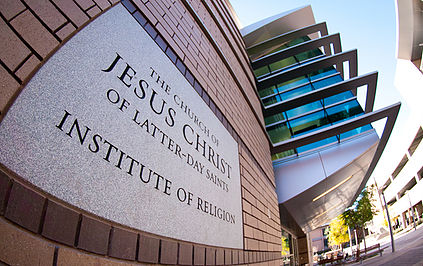 THE CHURCH OF
JESUS CHRIST
OF LATTER-DAY SAINTS
INSTITUTE OF RELIGION